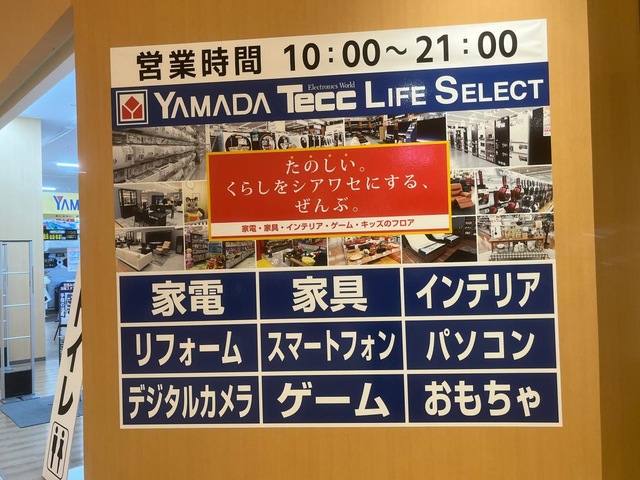 営業時間 10:00～21:00
Electronics World
YAMADA Tecc LIFE SELECT
たのしい。
くらしをシアワセにする、
ぜんぶ。
家電・家具・インテリア・ゲーム・キッズのフロア
家電 家具 インテリア
リフォーム スマートフォン パソコン
デジタルカメラ ゲーム おもちゃ
YAM
トイレ